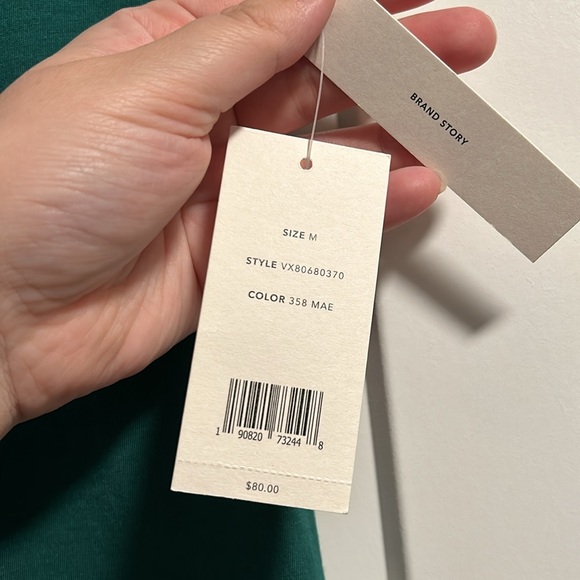 BRAND STORY
SIZE M
STYLE VX80680370
COLOR 358 MAE
1 90820 73244 8
$80.00